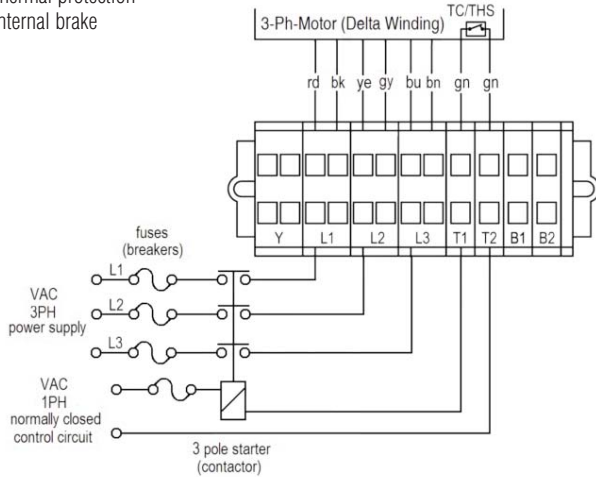 nternal brake
3-Ph-Motor (Delta Winding)
TC/THS
rd bk ye gy bu bn gn gn
Y L1 L2 L3 T1 T2 B1 B2
fuses
(breakers)
L1
VAC
3PH
power supply
L2
L3
VAC
1PH
normally closed
control circuit
3 pole starter
(contactor)